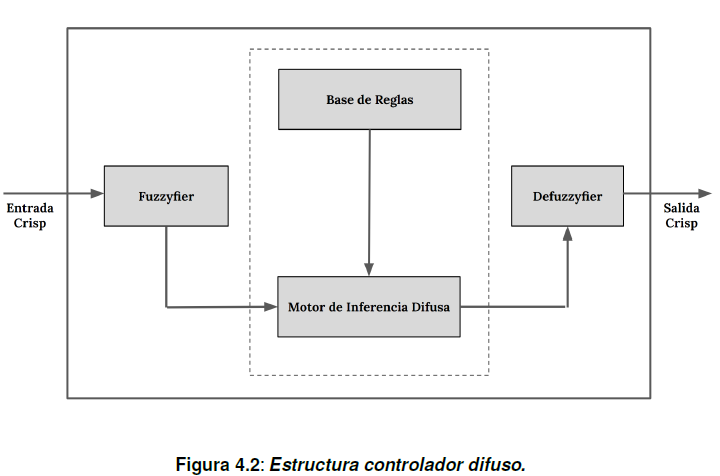 Base de Reglas
Entrada
Crisp
Fuzzyfier
Defuzzyfier
Salida
Crisp
Motor de Inferencia Difusa
Figura 4.2: Estructura controlador difuso.